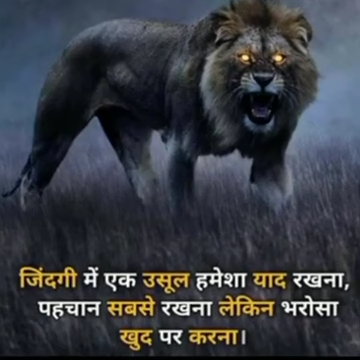 जिंदगी में एक उसूल हमेशा याद रखना,
पहचान सबसे रखना लेकिन भरोसा
खुद पर करना।